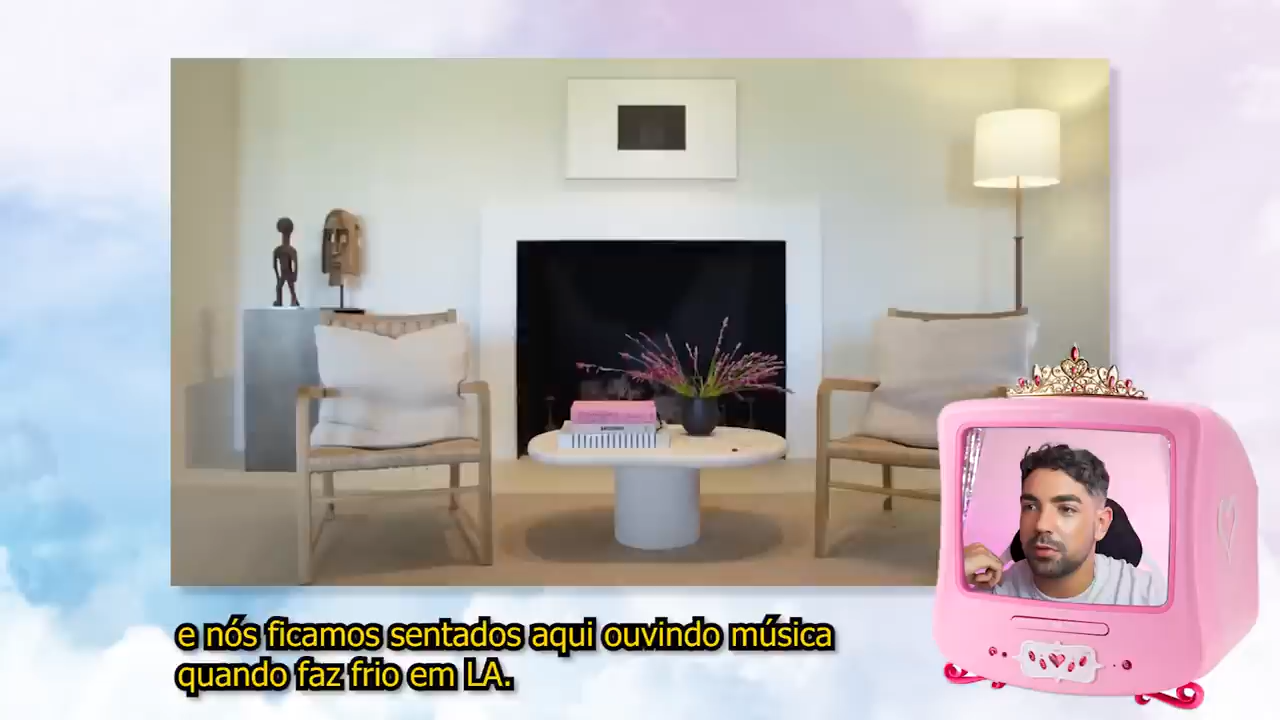 e nós ficamos sentados aqui ouvindo música
quando faz frio em LA.